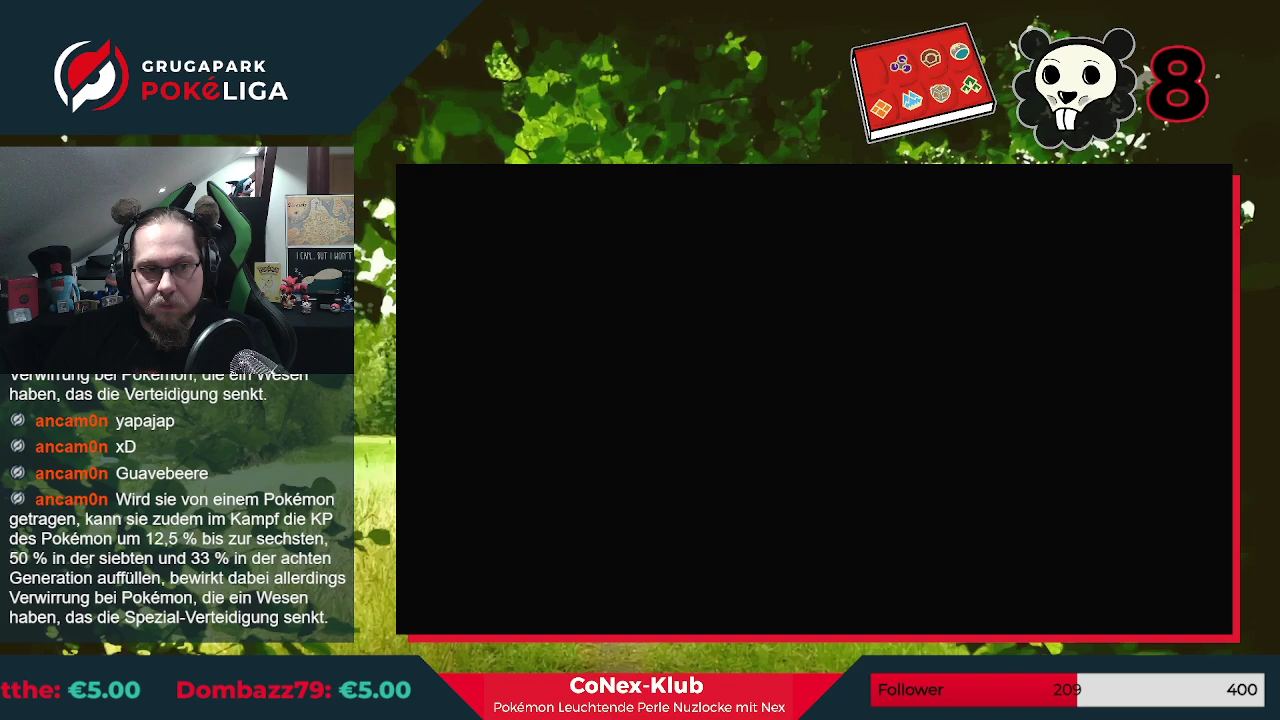 GRUGAPARK
POKéLIGA
8
I CAN... BUT I WON'T
Verwirrung bei Pokémon, die ein Wesen
haben, das die Verteidigung senkt.
ancam0n yapajap
ancam0n xD
ancam0n Guavebeere
ancam0n Wird sie von einem Pokémon
getragen, kann sie zudem im Kampf die KP
des Pokémon um 12,5 % bis zur sechsten,
50 % in der siebten und 33 % in der achten
Generation auffüllen, bewirkt dabei allerdings
Verwirrung bei Pokémon, die ein Wesen
haben, das die Spezial-Verteidigung senkt.
tthe: €5.00 Dombazz79: €5.00
CoNex-Klub
Pokémon Leuchtende Perle Nuzlocke mit Nex
Follower 209 400